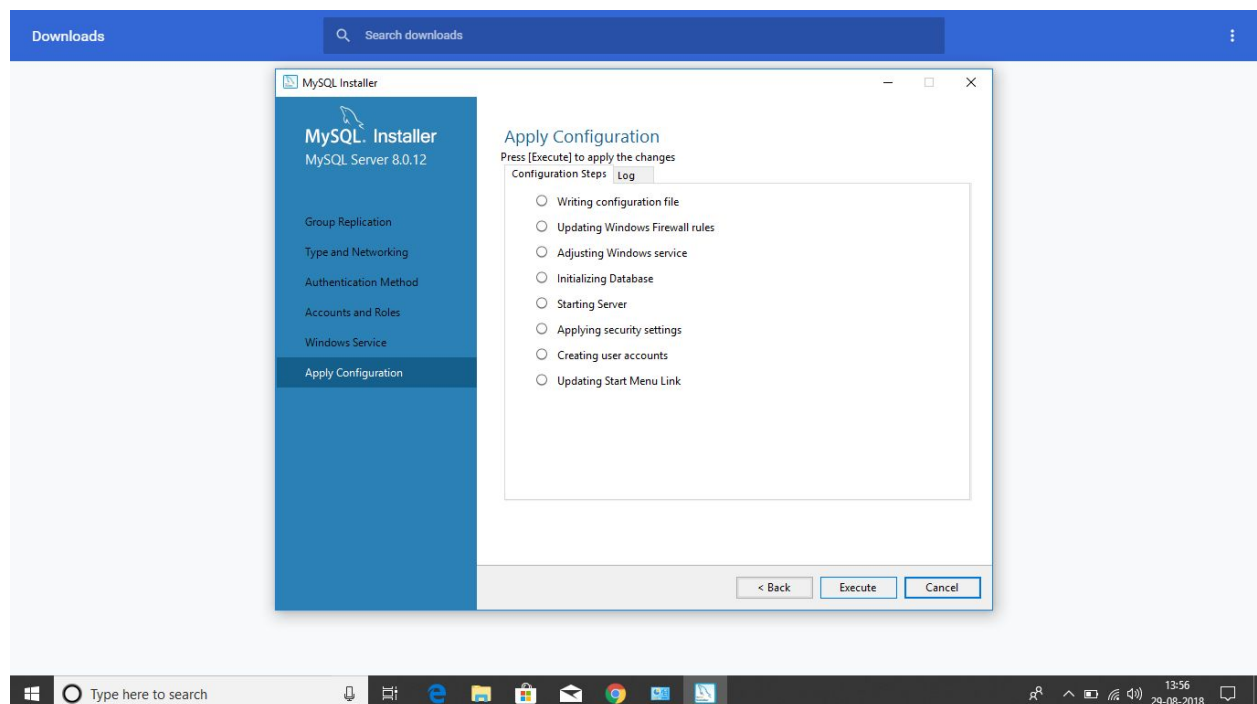 Downloads
Search downloads
MySQL Installer
MySQL. Installer
MySQL Server 8.0.12
Group Replication
Type and Networking
Authentication Method
Accounts and Roles
Windows Service
Apply Configuration
Apply Configuration
Press [Execute] to apply the changes
Configuration Steps Log
Writing configuration file
Updating Windows Firewall rules
Adjusting Windows service
Initializing Database
Starting Server
Applying security settings
Creating user accounts
Updating Start Menu Link
< Back Execute Cancel
Type here to search
13:56
29-08-2018